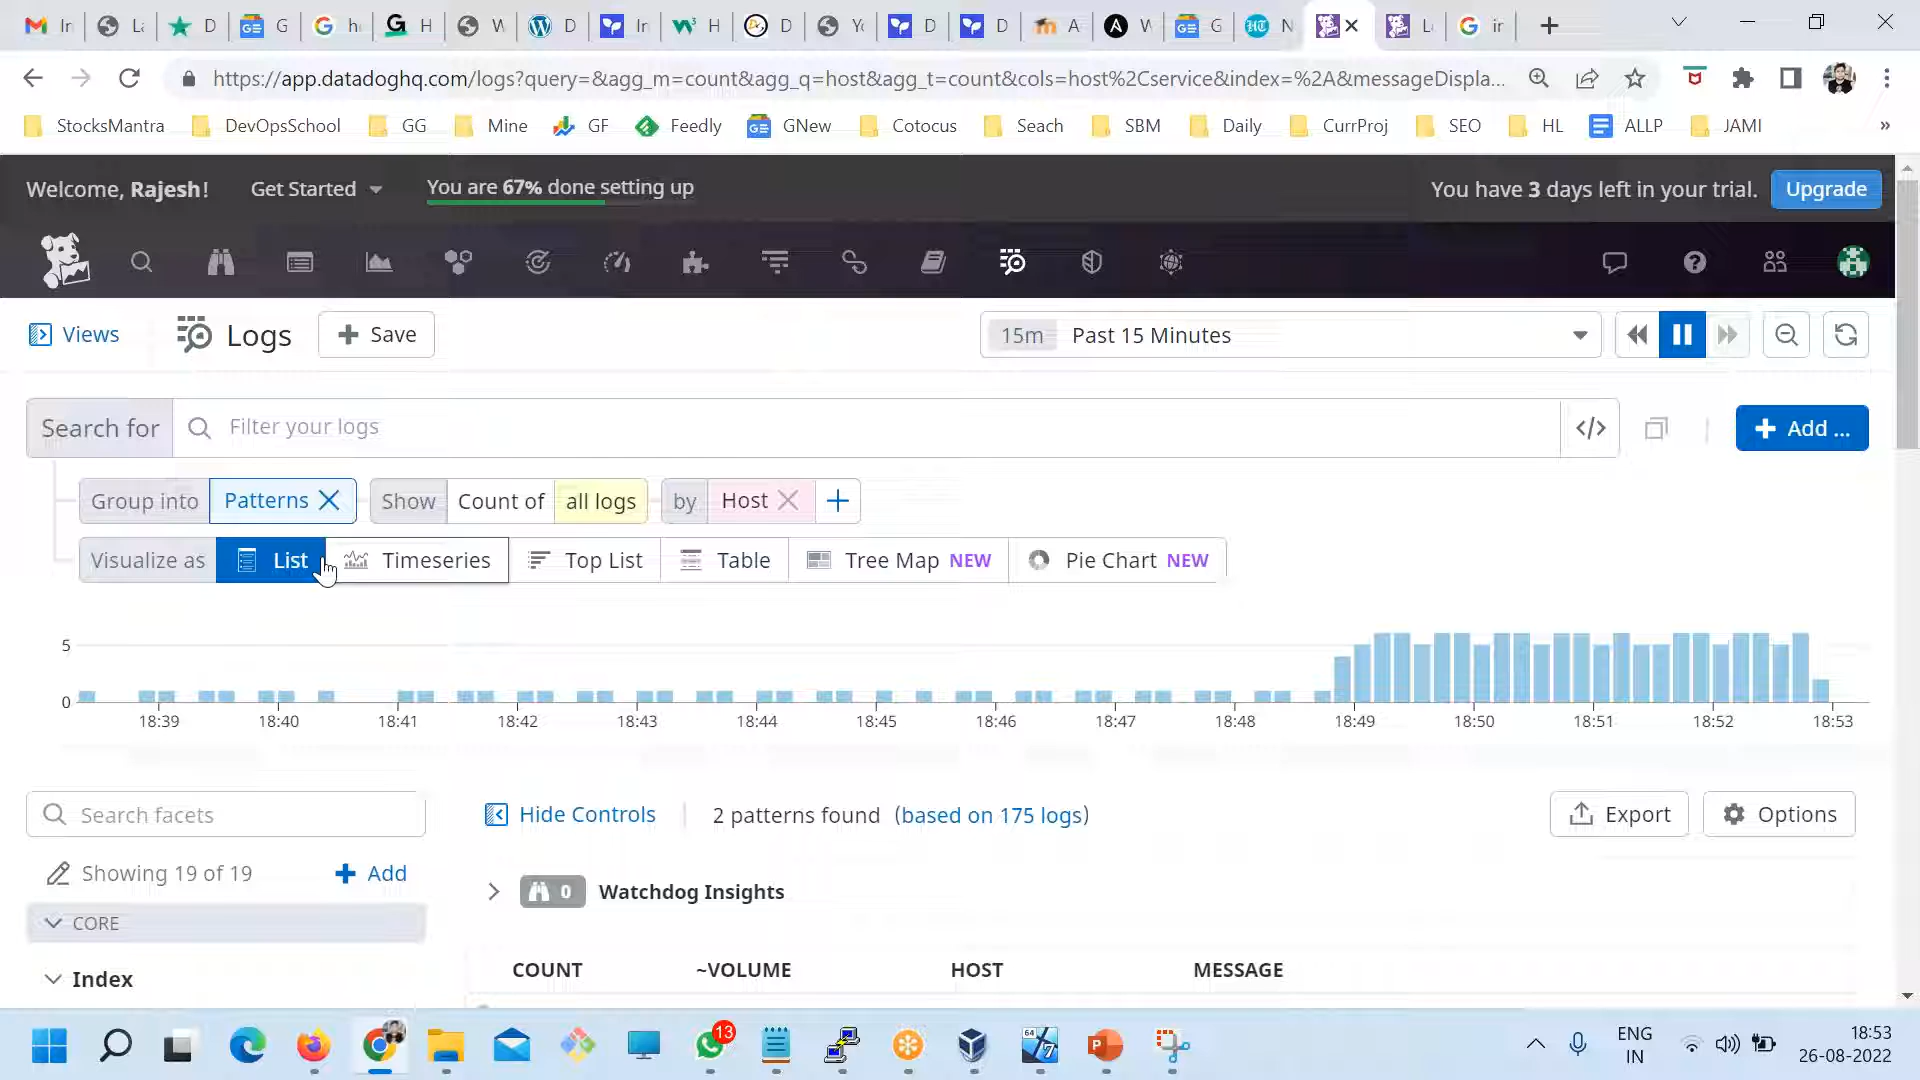 In
La
D
G
h
H
W
D
In
H
D
Yo
D
D
A
W
G
N
L
ir
https://app.datadoghq.com/logs?query=&agg_m=count&agg_q=host&agg_t=count&cols=host%2Cservice&index=%2A&messageDispla...
StocksMantra
DevOpsSchool
GG
Mine
GF
Feedly
GNew
Cotocus
Seach
SBM
Daily
CurrProj
SEO
HL
ALLP
JAMI
»
Welcome, Rajesh!
Get Started
You are 67% done setting up
You have 3 days left in your trial.
Upgrade
Views
Logs
+ Save
15m Past 15 Minutes
Search for
Filter your logs
</>
+ Add ...
Group into
Patterns
Show
Count of
all logs
by
Host
Visualize as
List
Timeseries
Top List
Table
Tree Map NEW
Pie Chart NEW
5
0
18:39
18:40
18:41
18:42
18:43
18:44
18:45
18:46
18:47
18:48
18:49
18:50
18:51
18:52
18:53
Search facets
Hide Controls
2 patterns found (based on 175 logs)
Export
Options
Showing 19 of 19
+ Add
0
Watchdog Insights
CORE
COUNT
~VOLUME
HOST
MESSAGE
Index
13
64
7
ENG
IN
18:53
26-08-2022